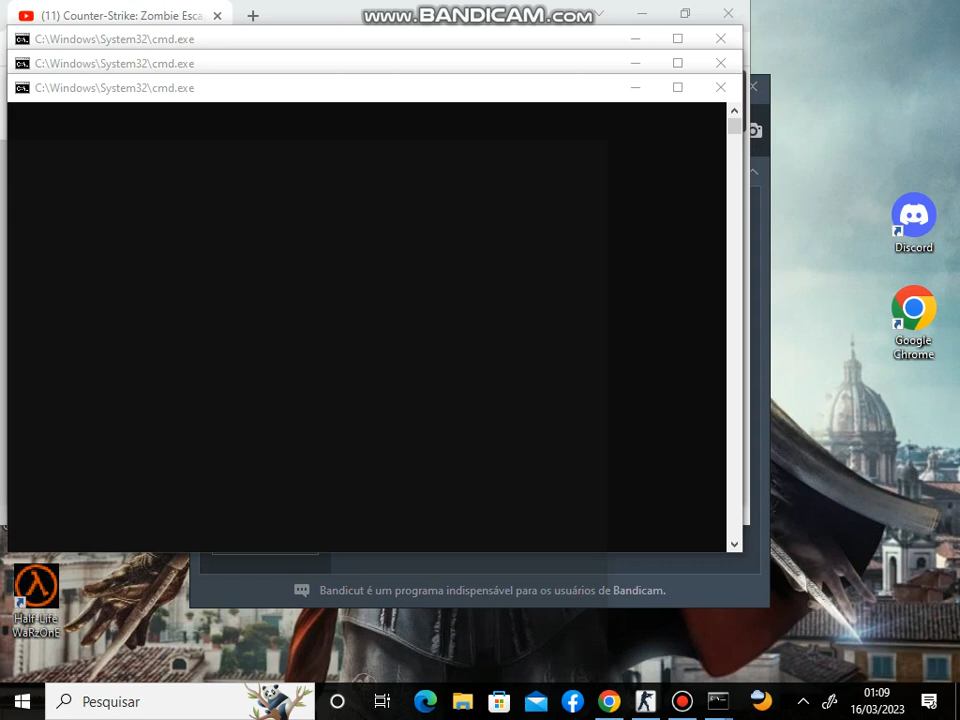 (11) Counter-Strike: Zombie Esca
www.BANDICAM.com
C:\Windows\System32\cmd.exe
C:\Windows\System32\cmd.exe
C:\Windows\System32\cmd.exe
Discord
Google
Chrome
Half-Life
WaRzOnE
Bandicut é um programa indispensável para os usuários de Bandicam.
Pesquisar
01:09
16/03/2023